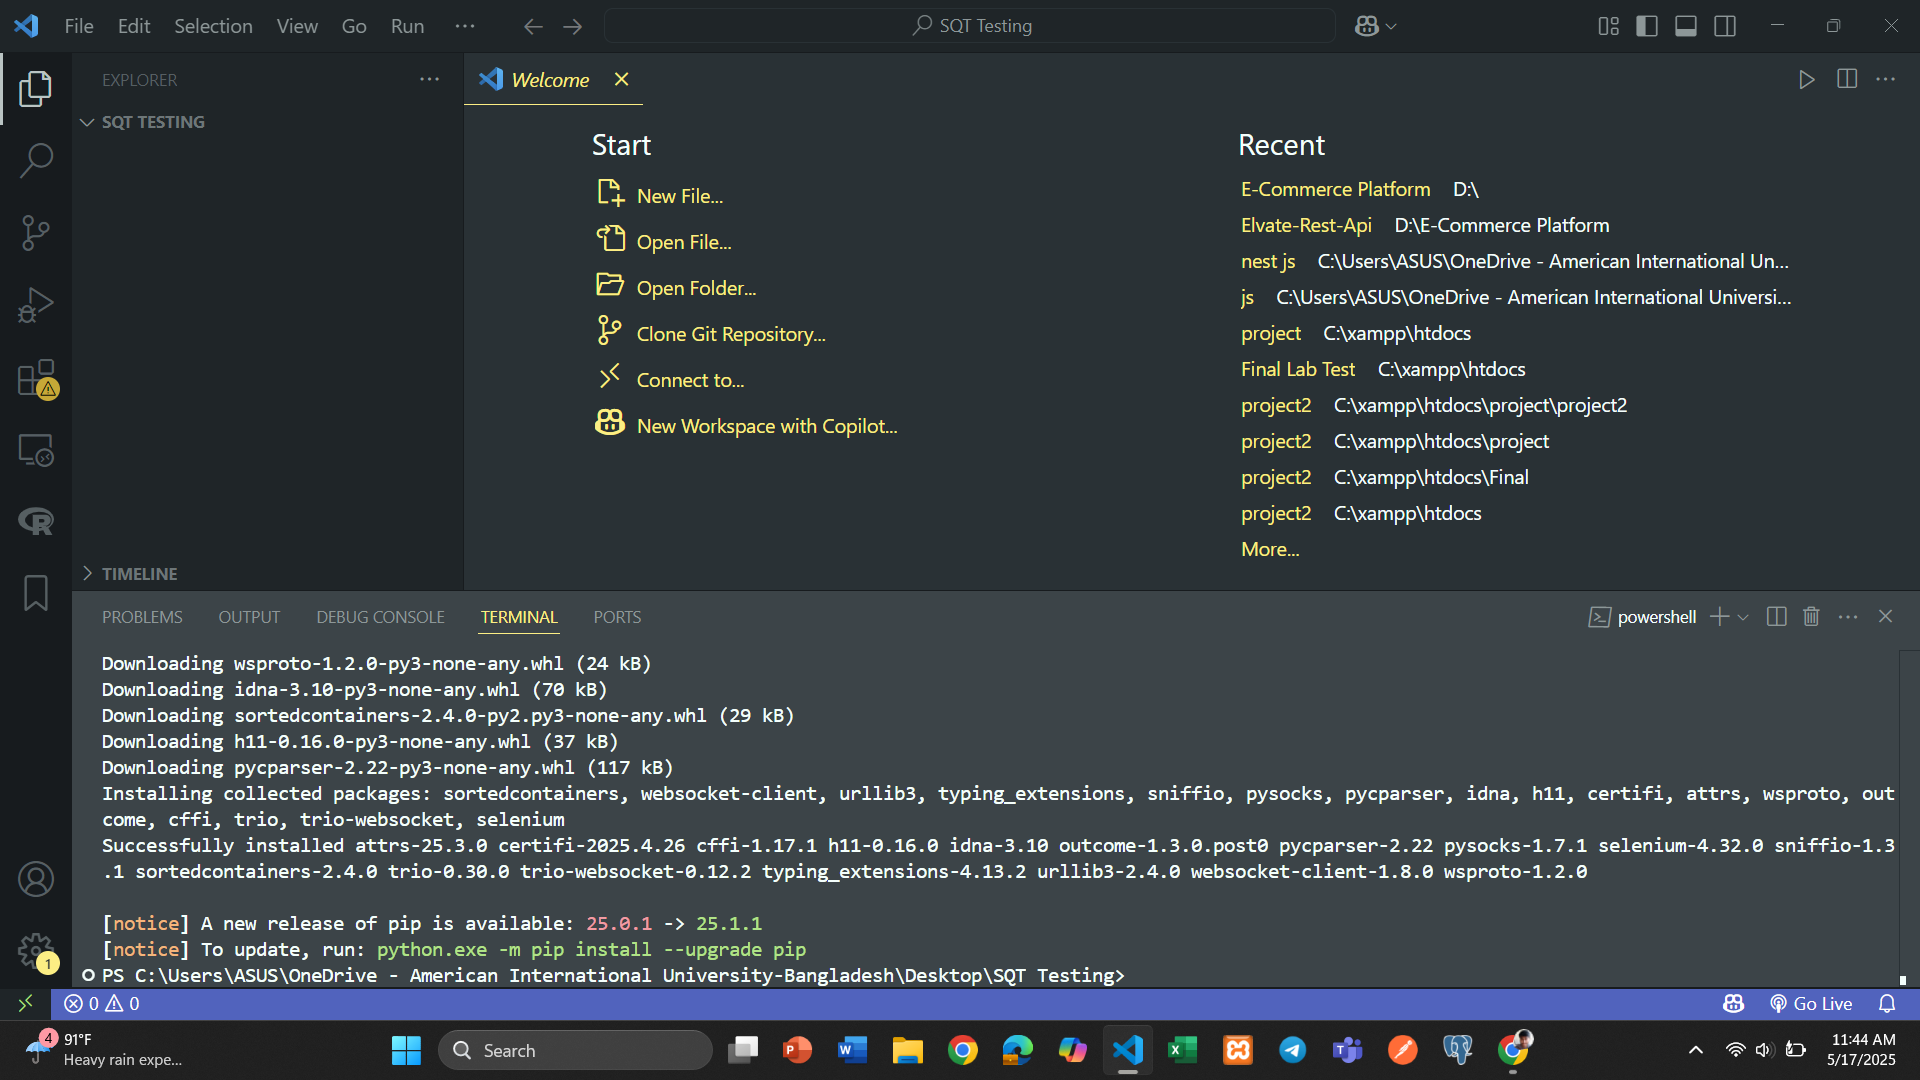 File Edit Selection View Go Run ···
SQT Testing
EXPLORER ···
SQT TESTING
TIMELINE
Welcome
Start
New File...
Open File...
Open Folder...
Clone Git Repository...
Connect to...
New Workspace with Copilot...
Recent
E-Commerce Platform D:\
Elvate-Rest-Api D:\E-Commerce Platform
nest js C:\Users\ASUS\OneDrive - American International Un...
js C:\Users\ASUS\OneDrive - American International Universi...
project C:\xampp\htdocs
Final Lab Test C:\xampp\htdocs
project2 C:\xampp\htdocs\project\project2
project2 C:\xampp\htdocs\project
project2 C:\xampp\htdocs\Final
project2 C:\xampp\htdocs
More...
PROBLEMS OUTPUT DEBUG CONSOLE TERMINAL PORTS
powershell
Downloading wsproto-1.2.0-py3-none-any.whl (24 kB)
Downloading idna-3.10-py3-none-any.whl (70 kB)
Downloading sortedcontainers-2.4.0-py2.py3-none-any.whl (29 kB)
Downloading h11-0.16.0-py3-none-any.whl (37 kB)
Downloading pycparser-2.22-py3-none-any.whl (117 kB)
Installing collected packages: sortedcontainers, websocket-client, urllib3, typing_extensions, sniffio, pysocks, pycparser, idna, h11, certifi, attrs, wsproto, out
come, cffi, trio, trio-websocket, selenium
Successfully installed attrs-25.3.0 certifi-2025.4.26 cffi-1.17.1 h11-0.16.0 idna-3.10 outcome-1.3.0.post0 pycparser-2.22 pysocks-1.7.1 selenium-4.32.0 sniffio-1.3
.1 sortedcontainers-2.4.0 trio-0.30.0 trio-websocket-0.12.2 typing_extensions-4.13.2 urllib3-2.4.0 websocket-client-1.8.0 wsproto-1.2.0
[notice] A new release of pip is available: 25.0.1 -> 25.1.1
[notice] To update, run: python.exe -m pip install --upgrade pip
PS C:\Users\ASUS\OneDrive - American International University-Bangladesh\Desktop\SQT Testing>
1
0 0
Go Live
4
91°F
Heavy rain expe...
Search
11:44 AM
5/17/2025